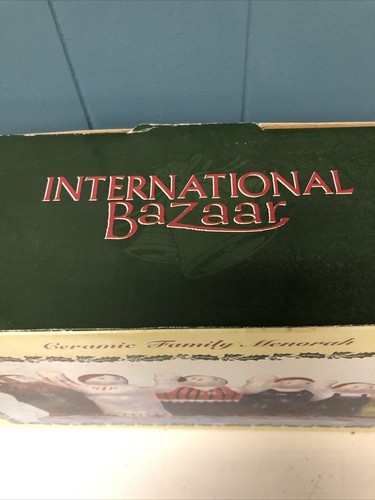 INTERNATIONAL
Bazaar
Ceramic Family Menorah